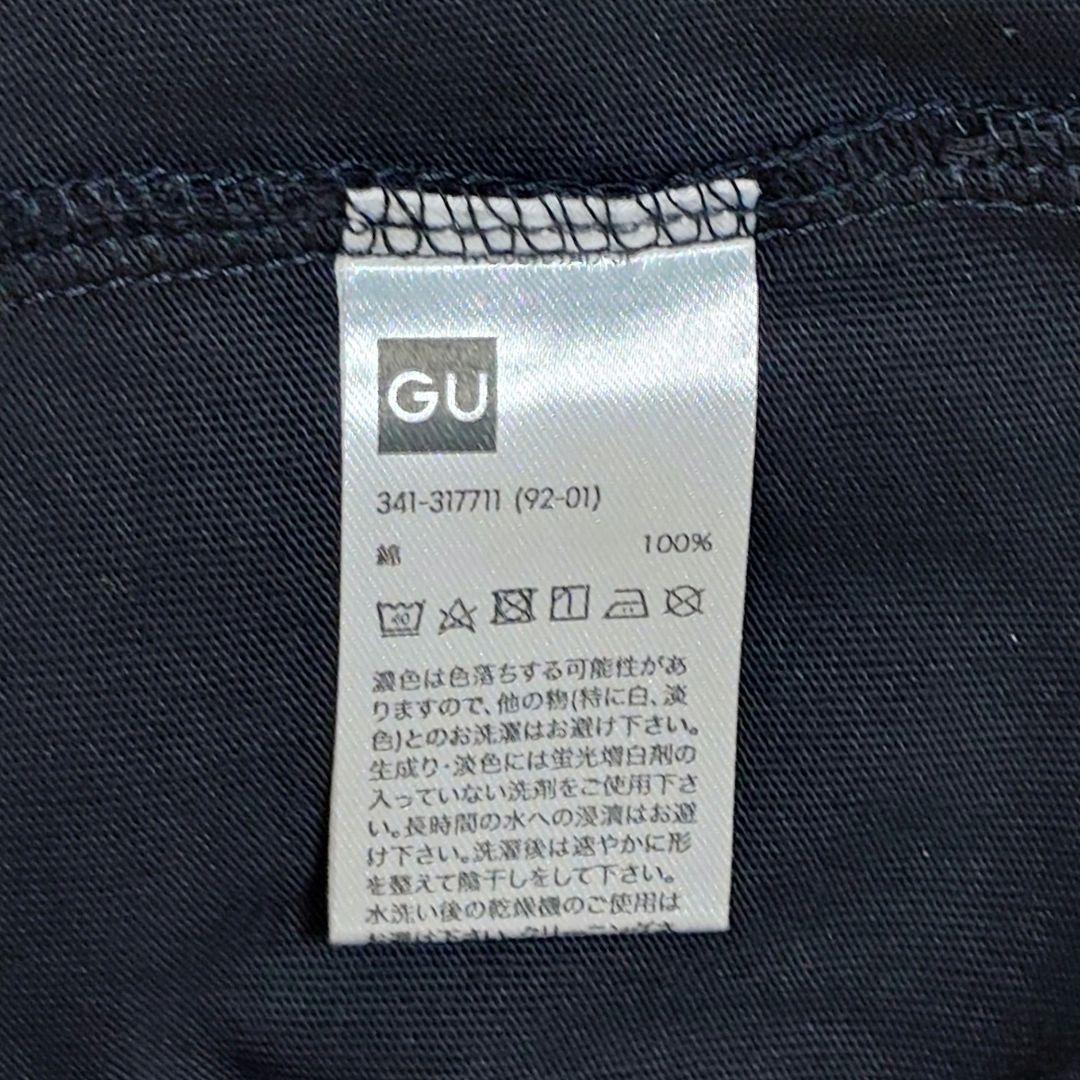 GU
341-317711 (92-01)
綿 100%
40
濃色は色落ちする可能性があ
りますので、他の物(特に白、淡
色)とのお洗濯はお避け下さい。
生成り・淡色には蛍光増白剤の
入っていない洗剤をご使用下さ
い。長時間の水への浸漬はお避
け下さい。洗濯後は速やかに形
を整えて陰干しをして下さい。
水洗い後の乾燥機のご使用は